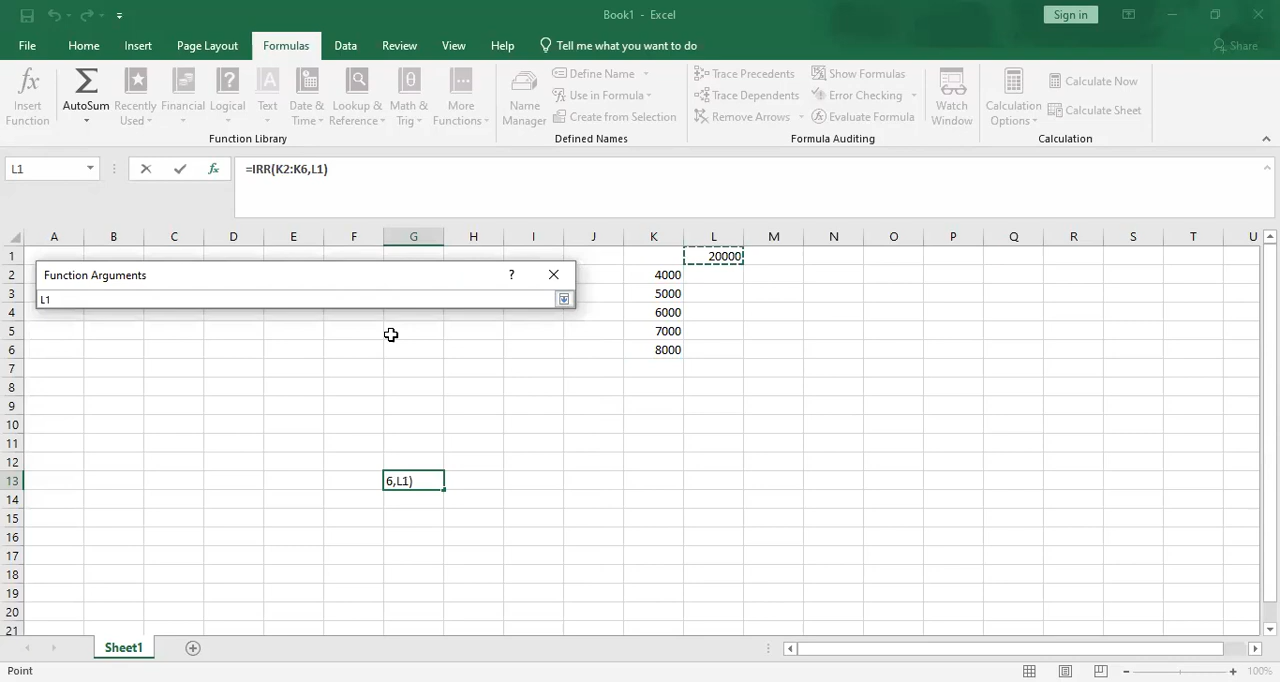 Book1 - Excel
Sign in
File Home Insert Page Layout Formulas Data Review View Help Tell me what you want to do Share
Insert Function
AutoSum
Recently Used
Financial
Logical
Text
Date & Time
Lookup & Reference
Math & Trig
More Functions
Function Library
Name Manager
Define Name
Use in Formula
Create from Selection
Defined Names
Trace Precedents
Trace Dependents
Remove Arrows
Show Formulas
Error Checking
Evaluate Formula
Formula Auditing
Watch Window
Calculation Options
Calculate Now
Calculate Sheet
Calculation
L1 fx =IRR(K2:K6,L1)
A B C D E F G H I J K L M N O P Q R S T U
1 20000
Function Arguments ?
L1
2 4000
3 5000
4 6000
5 7000
6 8000
7
8
9
10
11
12
13 6,L1)
14
15
16
17
18
19
20
21
Sheet1
Point
100%